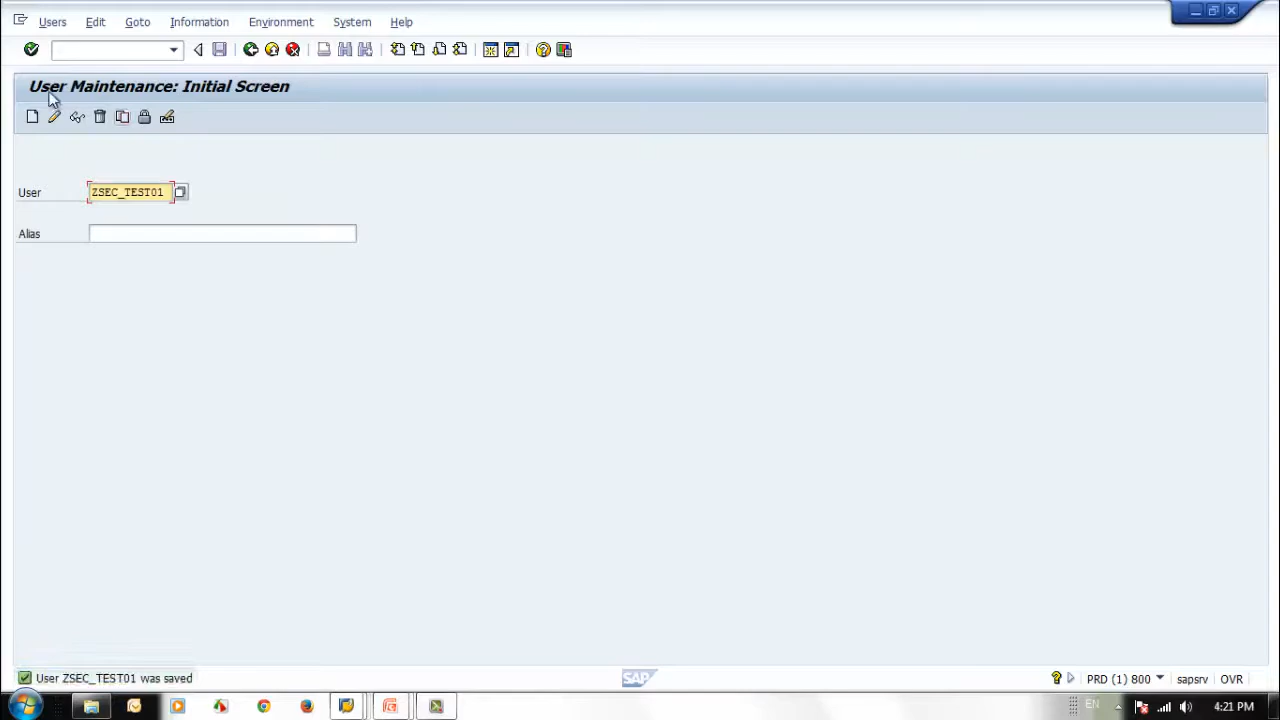 Users Edit Goto Information Environment System Help
User Maintenance: Initial Screen
User ZSEC_TEST01
Alias
User ZSEC_TEST01 was saved
SAP
PRD (1) 800 sapsrv OVR
EN 4:21 PM